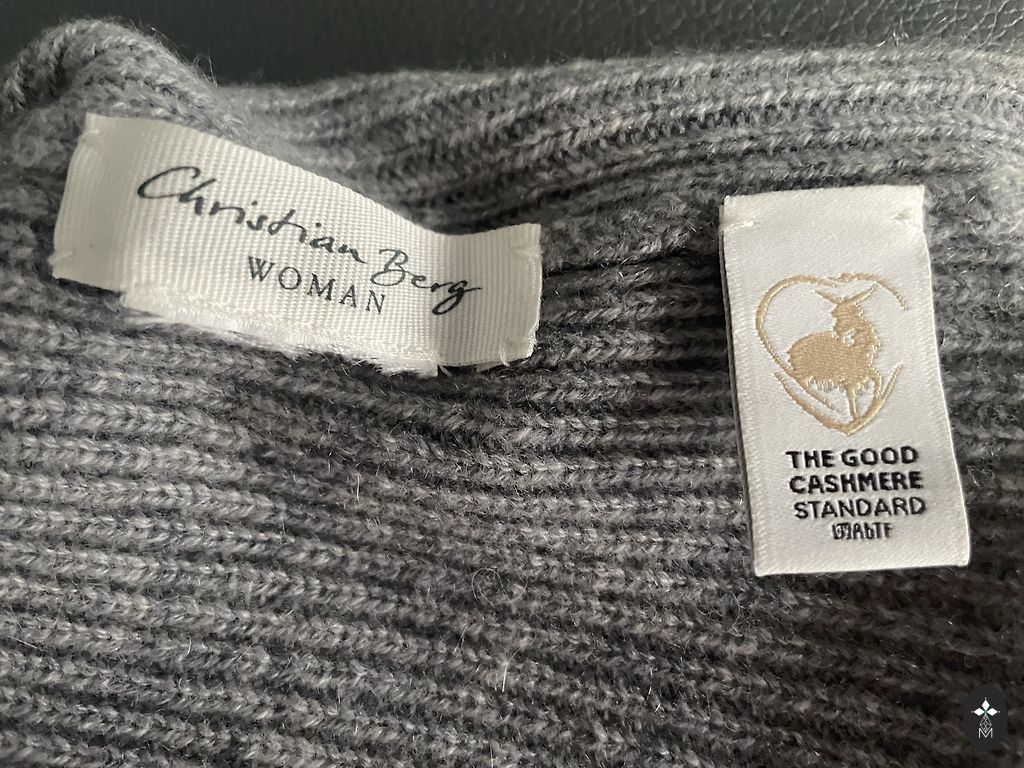 Christian Berg
WOMAN
THE GOOD
CASHMERE
STANDARD
M